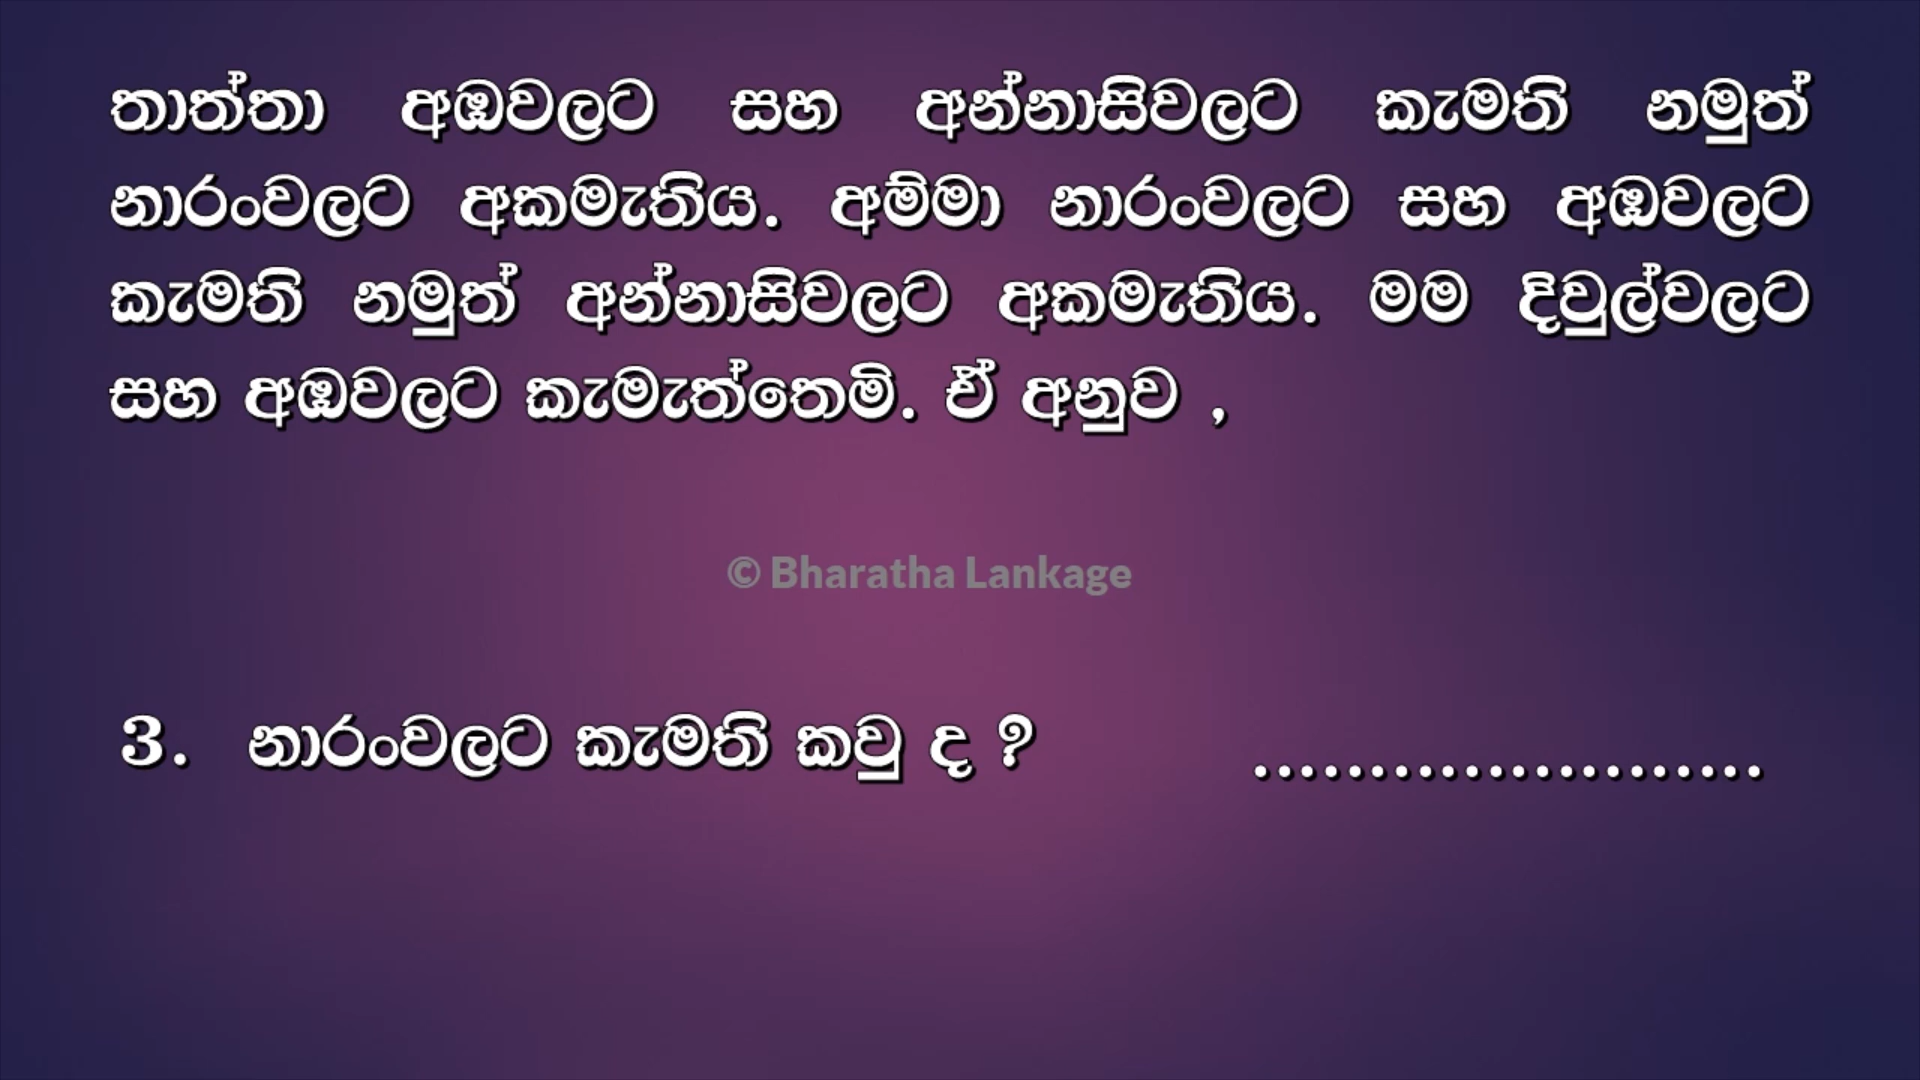 තාත්තා අඹවලට සහ අන්නාසිවලට කැමති නමුත්
නාරංවලට අකමැතිය. අම්මා නාරංවලට සහ අඹවලට
කැමති නමුත් අන්නාසිවලට අකමැතිය. මම දිවුල්වලට
සහ අඹවලට කැමැත්තෙමි. ඒ අනුව ,
© Bharatha Lankage
3. නාරංවලට කැමති කවු ද ? .......................